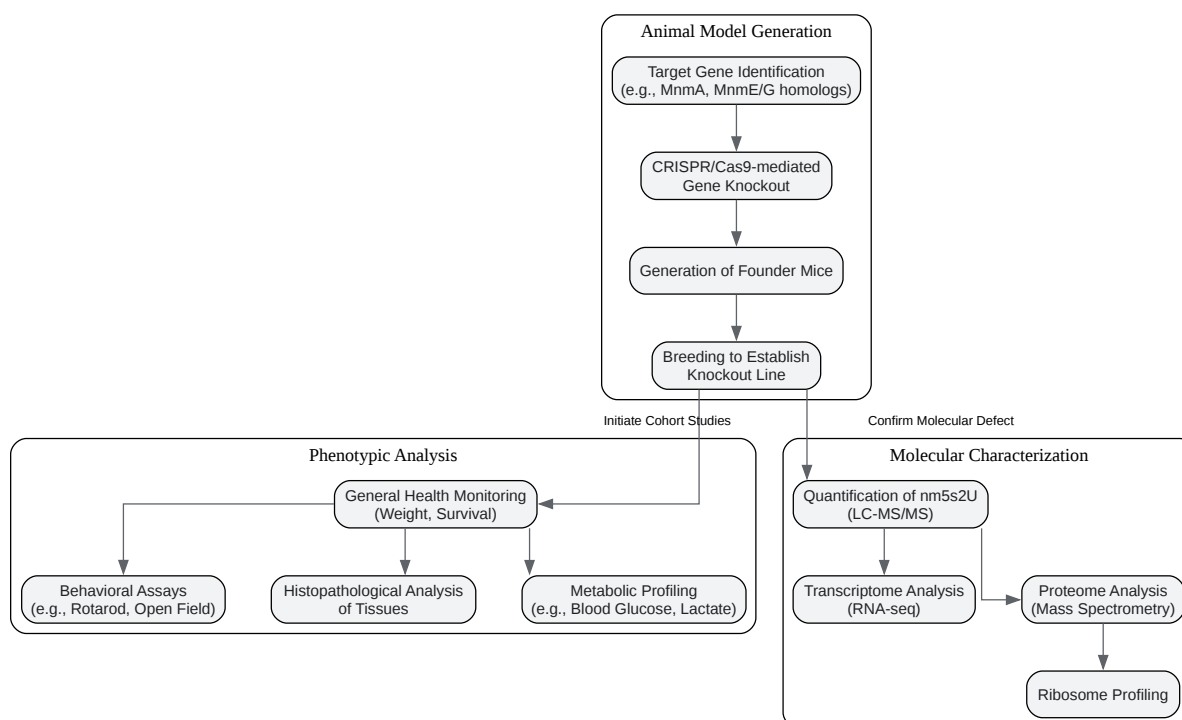 Animal Model Generation
Target Gene Identification
(e.g., MnmA, MnmE/G homologs)
CRISPR/Cas9-mediated
Gene Knockout
Generation of Founder Mice
Breeding to Establish
Knockout Line
Initiate Cohort Studies
Confirm Molecular Defect
Phenotypic Analysis
General Health Monitoring
(Weight, Survival)
Behavioral Assays
(e.g., Rotarod, Open Field)
Histopathological Analysis
of Tissues
Metabolic Profiling
(e.g., Blood Glucose, Lactate)
Molecular Characterization
Quantification of nm5s2U
(LC-MS/MS)
Transcriptome Analysis
(RNA-seq)
Proteome Analysis
(Mass Spectrometry)
Ribosome Profiling